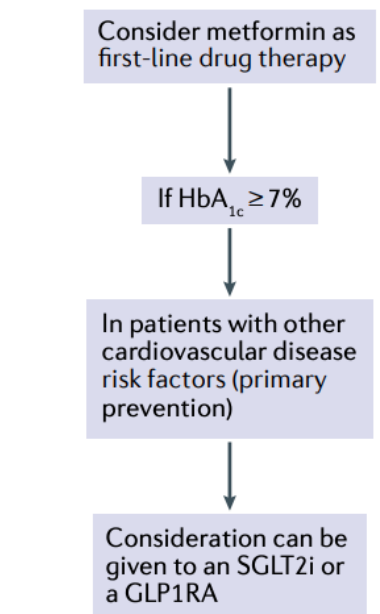 Consider metformin as
first-line drug therapy
If HbA1c ≥ 7%
In patients with other
cardiovascular disease
risk factors (primary
prevention)
Consideration can be
given to an SGLT2i or
a GLP1RA